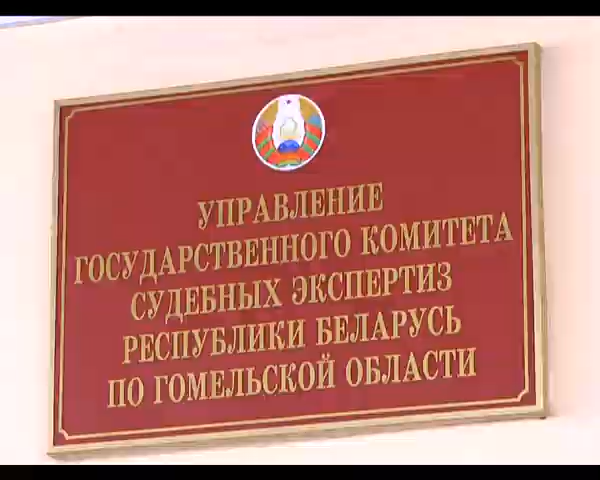 УПРАВЛЕНИЕ
ГОСУДАРСТВЕННОГО КОМИТЕТА
СУДЕБНЫХ ЭКСПЕРТИЗ
РЕСПУБЛИКИ БЕЛАРУСЬ
ПО ГОМЕЛЬСКОЙ ОБЛАСТИ